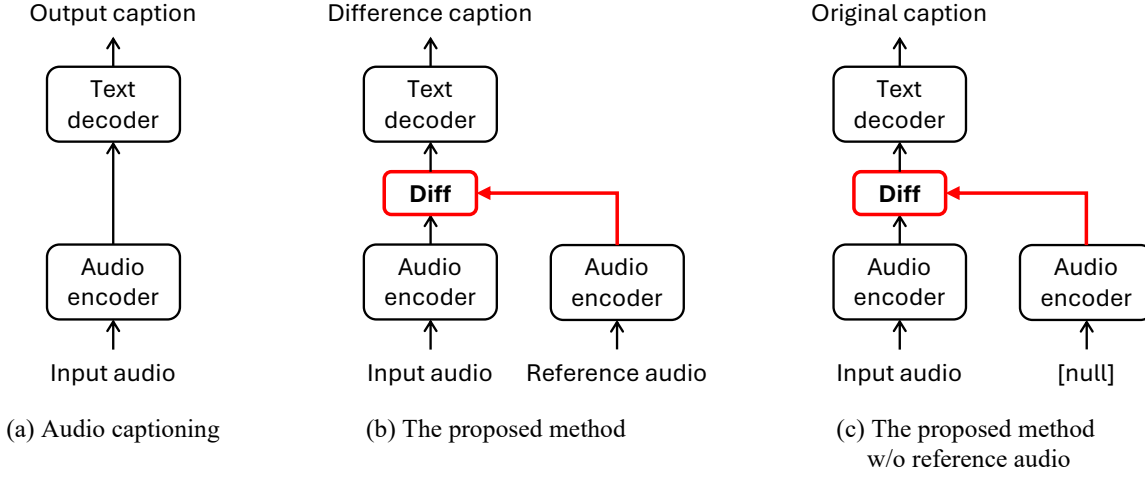 Output caption
Text
decoder
Audio
encoder
Input audio
(a) Audio captioning
Difference caption
Text
decoder
Diff
Audio
encoder
Audio
encoder
Input audio
Reference audio
(b) The proposed method
Original caption
Text
decoder
Diff
Audio
encoder
Audio
encoder
Input audio
[null]
(c) The proposed method
w/o reference audio